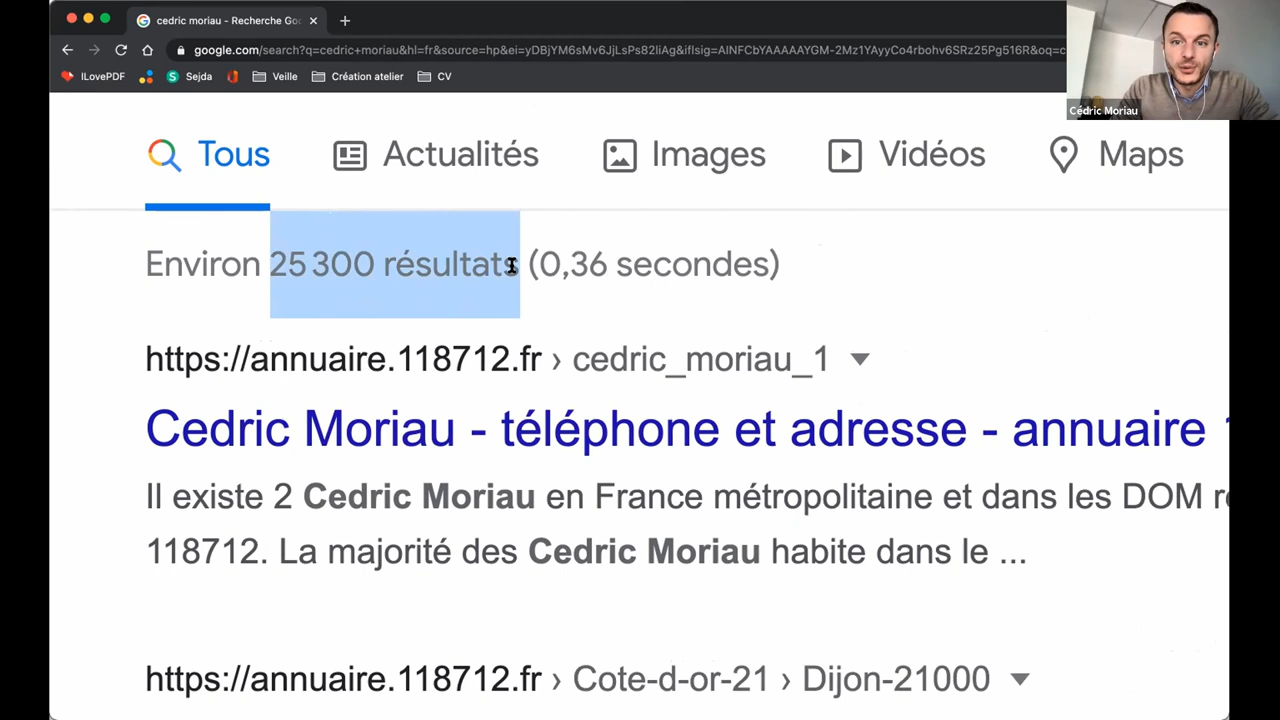 cedric moriau - Recherche Goo
google.com/search?q=cedric+moriau&hl=fr&source=hp&ei=yDBjYM6sMv6JjLsPs82liAg&iflsig=AINFCbYAAAAAYGM-2Mz1YAyyCo4rbohv6SRz25Pg516R&oq=c
ILovePDF
Sejda
Veille
Création atelier
CV
Cédric Moriau
Tous
Actualités
Images
Vidéos
Maps
Environ 25 300 résultats (0,36 secondes)
https://annuaire.118712.fr › cedric_moriau_1
Cedric Moriau - téléphone et adresse - annuaire
Il existe 2 Cedric Moriau en France métropolitaine et dans les DOM
118712. La majorité des Cedric Moriau habite dans le ...
https://annuaire.118712.fr › Cote-d-or-21 › Dijon-21000